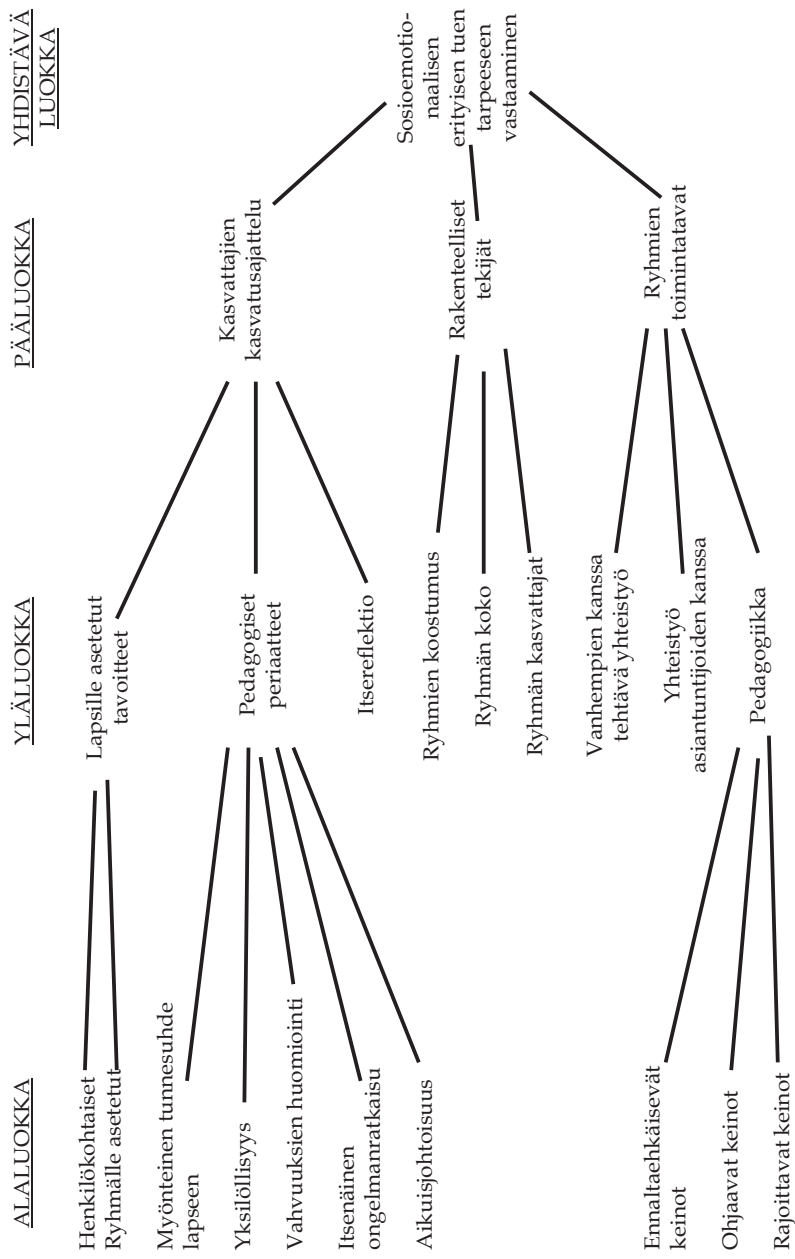 ALALUOKKA
Henkilökohtaiset
Ryhmälle asetetut
Myönteinen tunnesuhde
lapseen
Yksilöllisyys
Vahvuuksien huomiointi
Itsenäinen
ongelmanratkaisu
Aikuisjohtoisuus
Ennaltaehkäisevät
keinot
Ohjaavat keinot
Rajoittavat keinot
YLÄLUOKKA
Lapsille asetetut
tavoitteet
Pedagogiset
periaatteet
Itsereflektio
Ryhmien koostumus
Ryhmän koko
Ryhmän kasvattajat
Vanhempien kanssa
tehtävä yhteistyö
Yhteistyö
asiantuntijoiden kanssa
Pedagogiikka
PÄÄLUOKKA
Kasvattajien
kasvatusajattelu
Rakenteelliset
tekijät
Ryhmien
toimintatavat
YHDISTÄVÄ
LUOKKA
Sosioemotio-
naalisen
erityisen tuen
tarpeeseen
vastaaminen